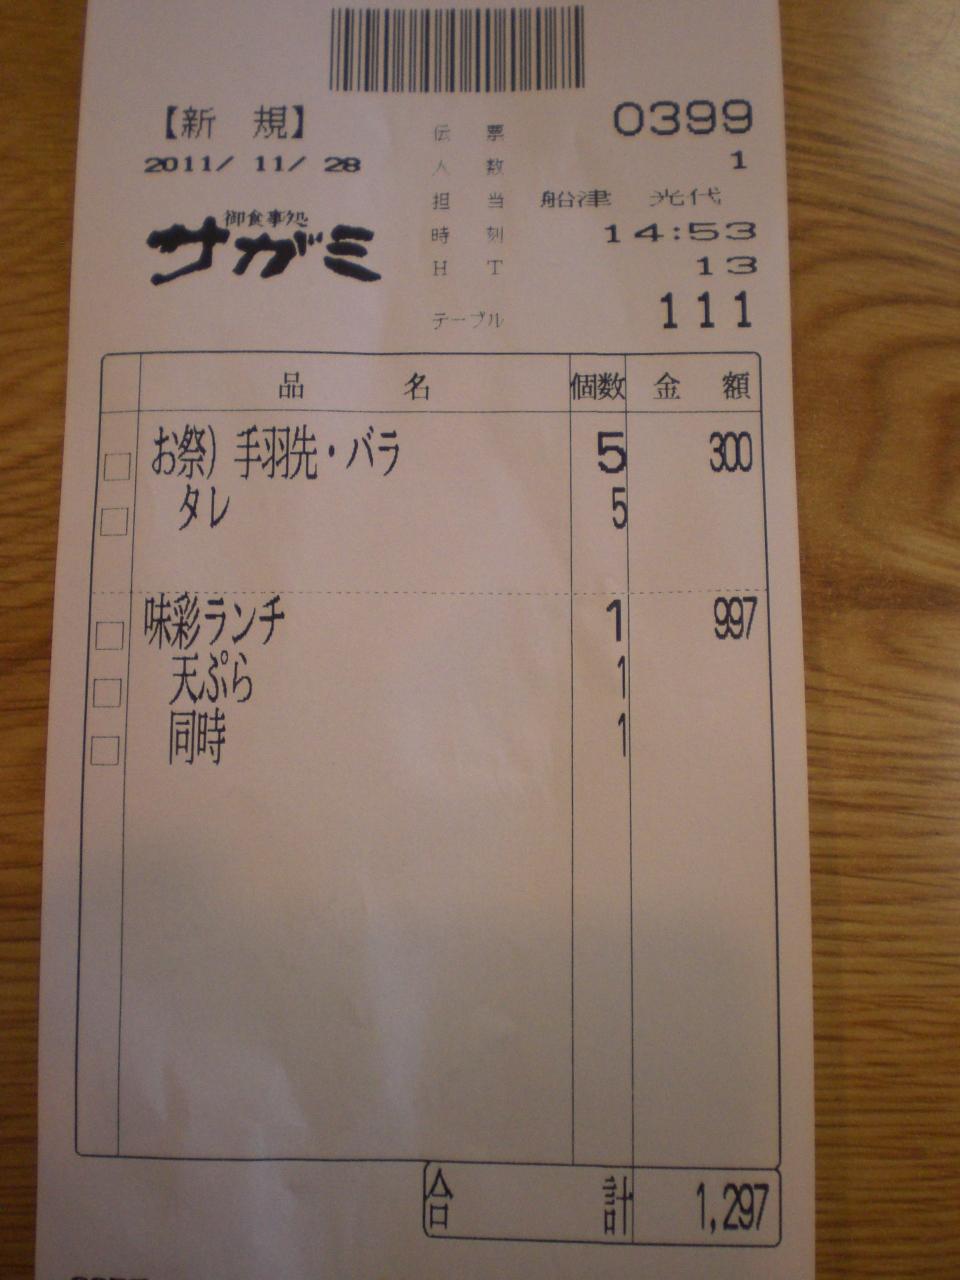 【新 規】
2011/ 11/ 28
御食事処
サガミ
伝 票 0399
人 数 1
担 当 船津 光代
時 刻 14:53
H T 13
テーブル 111
品 名 個数 金 額
お祭) 手羽先・バラ 5 300
タレ 5
味彩ランチ 1 997
天ぷら 1
同時 1
合 計 1,297